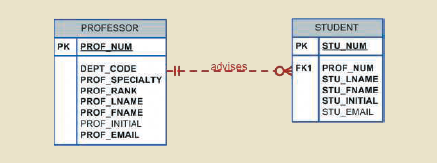 PROFESSOR
PK PROF_NUM
DEPT_CODE
PROF_SPECIALTY
PROF_RANK
PROF_LNAME
PROF_FNAME
PROF_INITIAL
PROF_EMAIL
advises
STUDENT
PK STU_NUM
FK1 PROF_NUM
STU_LNAME
STU_FNAME
STU_INITIAL
STU_EMAIL